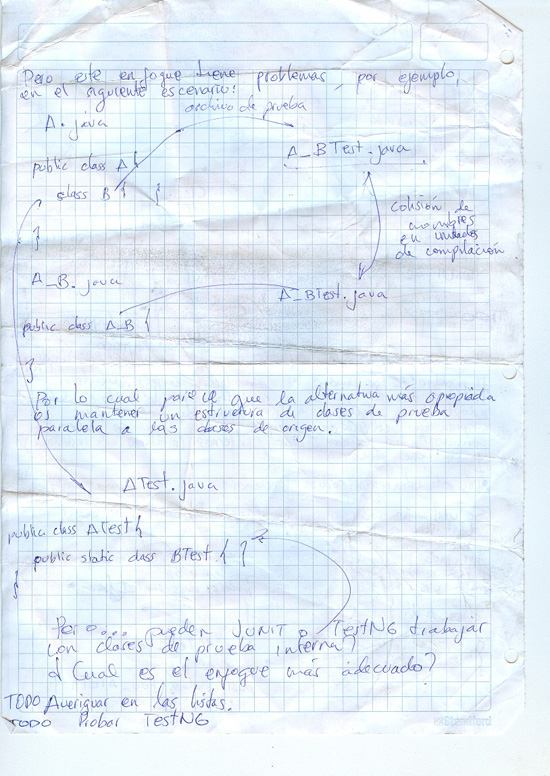 Pero este enfoque tiene problemas, por ejemplo,
en el siguiente escenario:
archivo de prueba
A.java
A_BTest.java
public class A {
class B { }
}
colisión de
nombres
en unidades
de compilación
A_B.java
A_BTest.java
public class A_B {
}
Por lo cual parece que la alternativa más apropiada
es mantener un estructura de clases de prueba
paralela a las clases de origen.
ATest.java
public class ATest {
public static class BTest { }
}
Pero... pueden JUNIT o TestNG trabajar
con clases de prueba interna?
¿Cual es el enfoque más adecuado?
TODO Averiguar en las listas.
TODO Probar TestNG